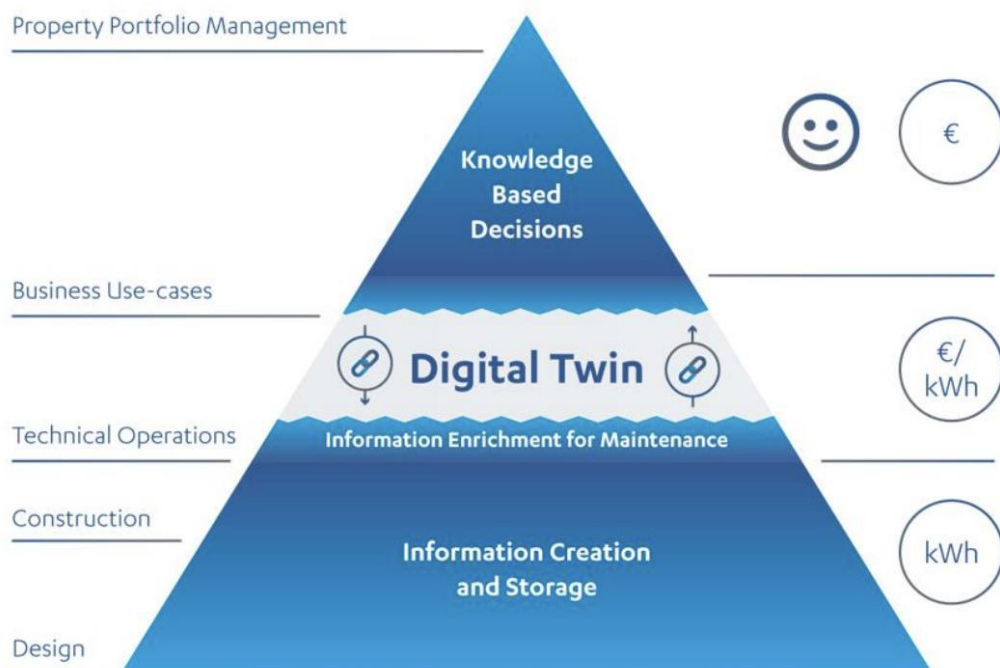 Property Portfolio Management
Knowledge
Based
Decisions
€
Business Use-cases
Digital Twin
€/
kWh
Technical Operations
Information Enrichment for Maintenance
Construction
Information Creation
and Storage
kWh
Design